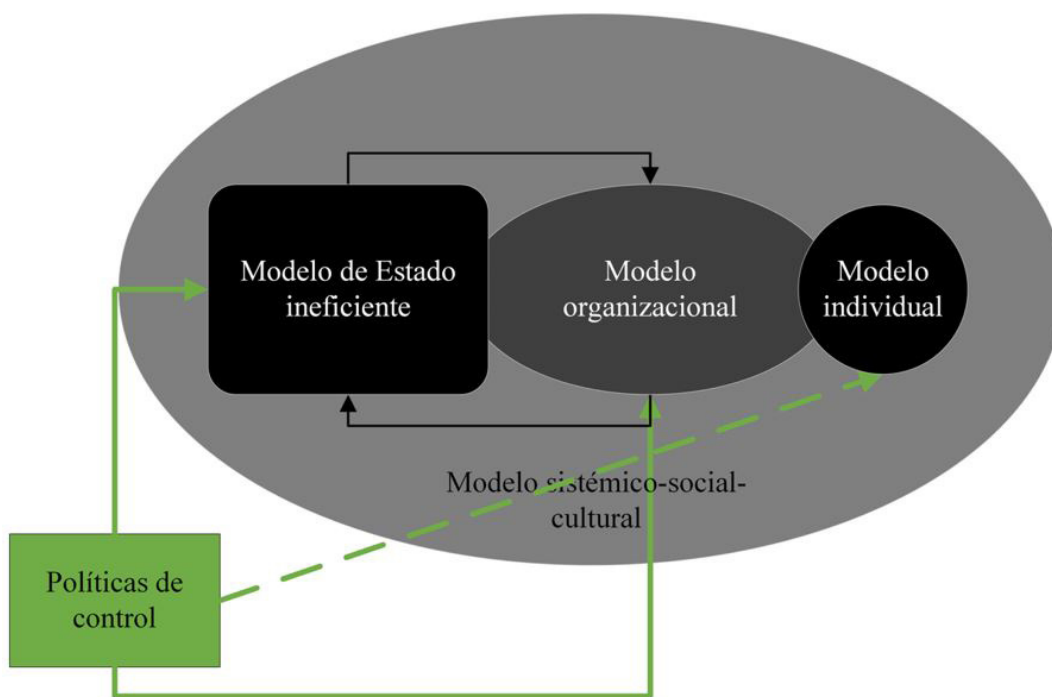 Modelo de Estado
ineficiente
Modelo
organizacional
Modelo
individual
Modelo sistémico-social-
cultural
Políticas de
control